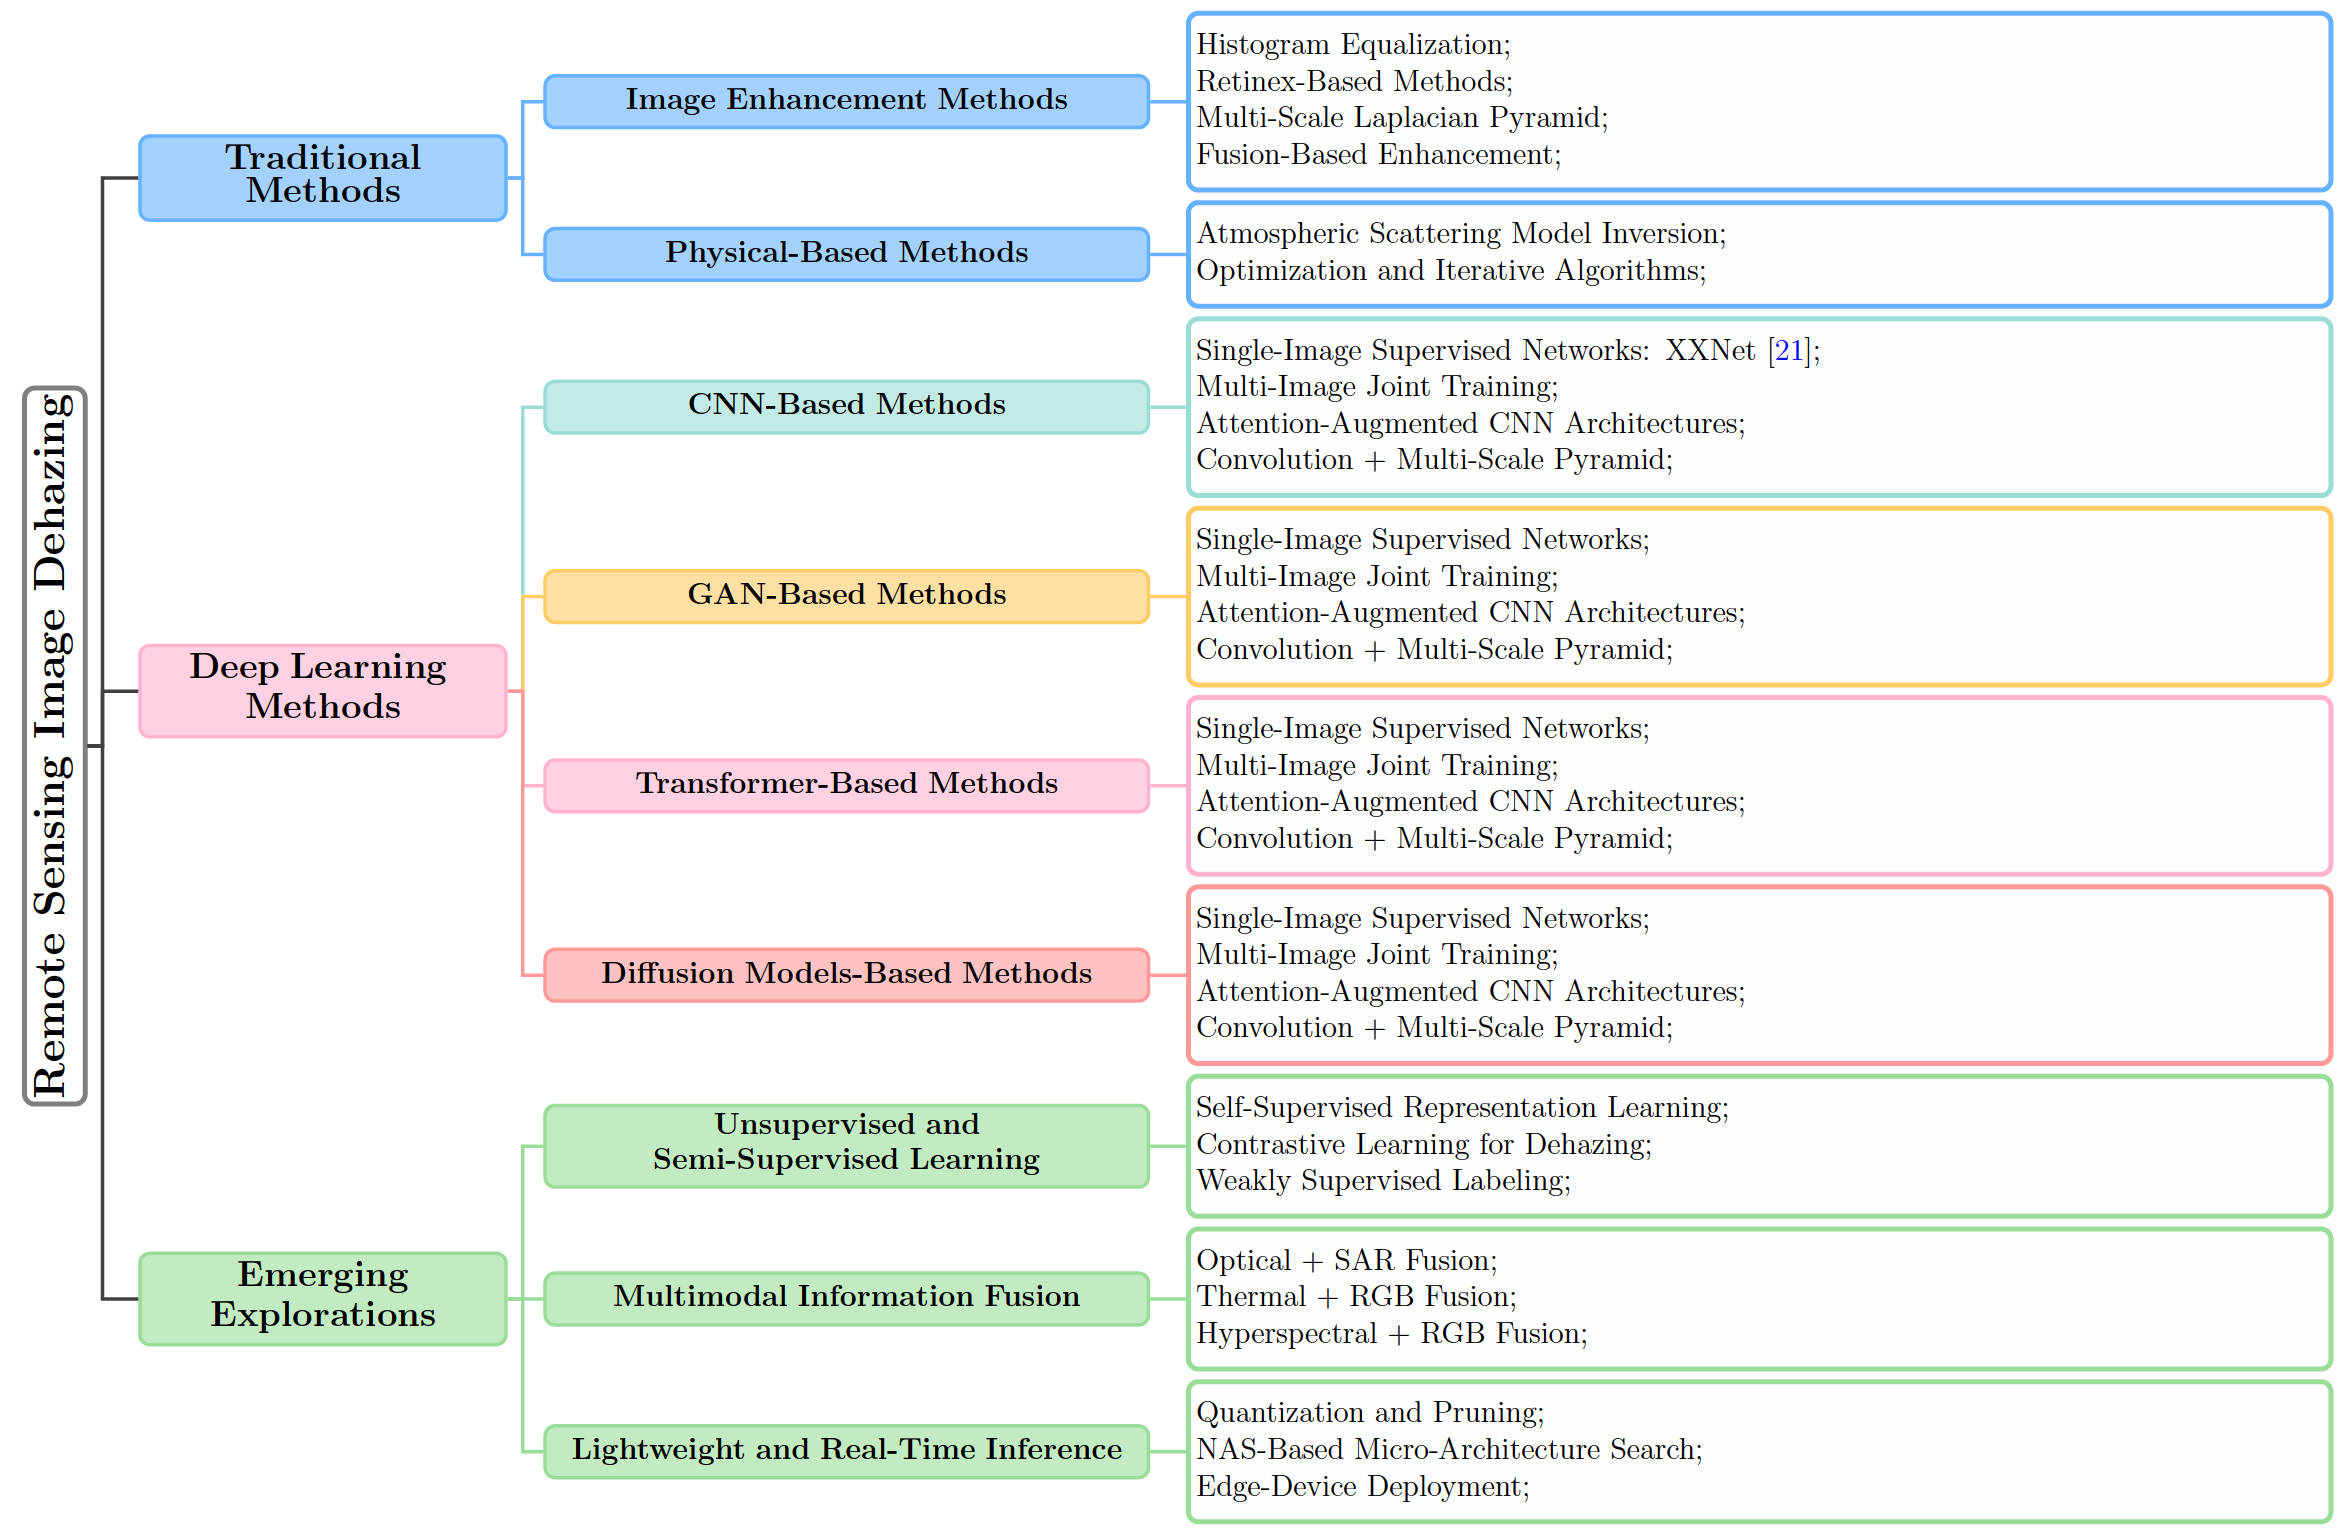 Remote Sensing Image Dehazing
Traditional
Methods
Image Enhancement Methods
Histogram Equalization;
Retinex-Based Methods;
Multi-Scale Laplacian Pyramid;
Fusion-Based Enhancement;
Physical-Based Methods
Atmospheric Scattering Model Inversion;
Optimization and Iterative Algorithms;
Deep Learning
Methods
CNN-Based Methods
Single-Image Supervised Networks: XXNet [21];
Multi-Image Joint Training;
Attention-Augmented CNN Architectures;
Convolution + Multi-Scale Pyramid;
GAN-Based Methods
Single-Image Supervised Networks;
Multi-Image Joint Training;
Attention-Augmented CNN Architectures;
Convolution + Multi-Scale Pyramid;
Transformer-Based Methods
Single-Image Supervised Networks;
Multi-Image Joint Training;
Attention-Augmented CNN Architectures;
Convolution + Multi-Scale Pyramid;
Diffusion Models-Based Methods
Single-Image Supervised Networks;
Multi-Image Joint Training;
Attention-Augmented CNN Architectures;
Convolution + Multi-Scale Pyramid;
Emerging
Explorations
Unsupervised and
Semi-Supervised Learning
Self-Supervised Representation Learning;
Contrastive Learning for Dehazing;
Weakly Supervised Labeling;
Multimodal Information Fusion
Optical + SAR Fusion;
Thermal + RGB Fusion;
Hyperspectral + RGB Fusion;
Lightweight and Real-Time Inference
Quantization and Pruning;
NAS-Based Micro-Architecture Search;
Edge-Device Deployment;